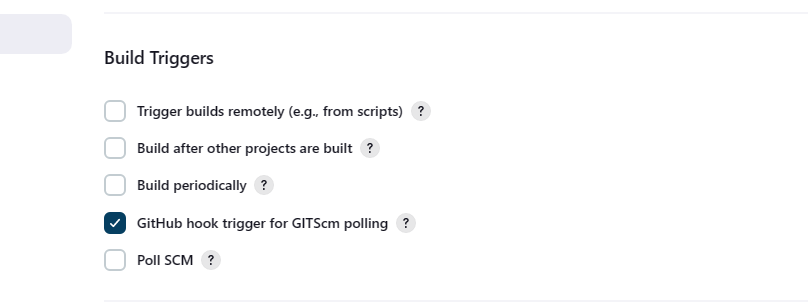 Build Triggers
Trigger builds remotely (e.g., from scripts) ?
Build after other projects are built ?
Build periodically ?
GitHub hook trigger for GITScm polling ?
Poll SCM ?